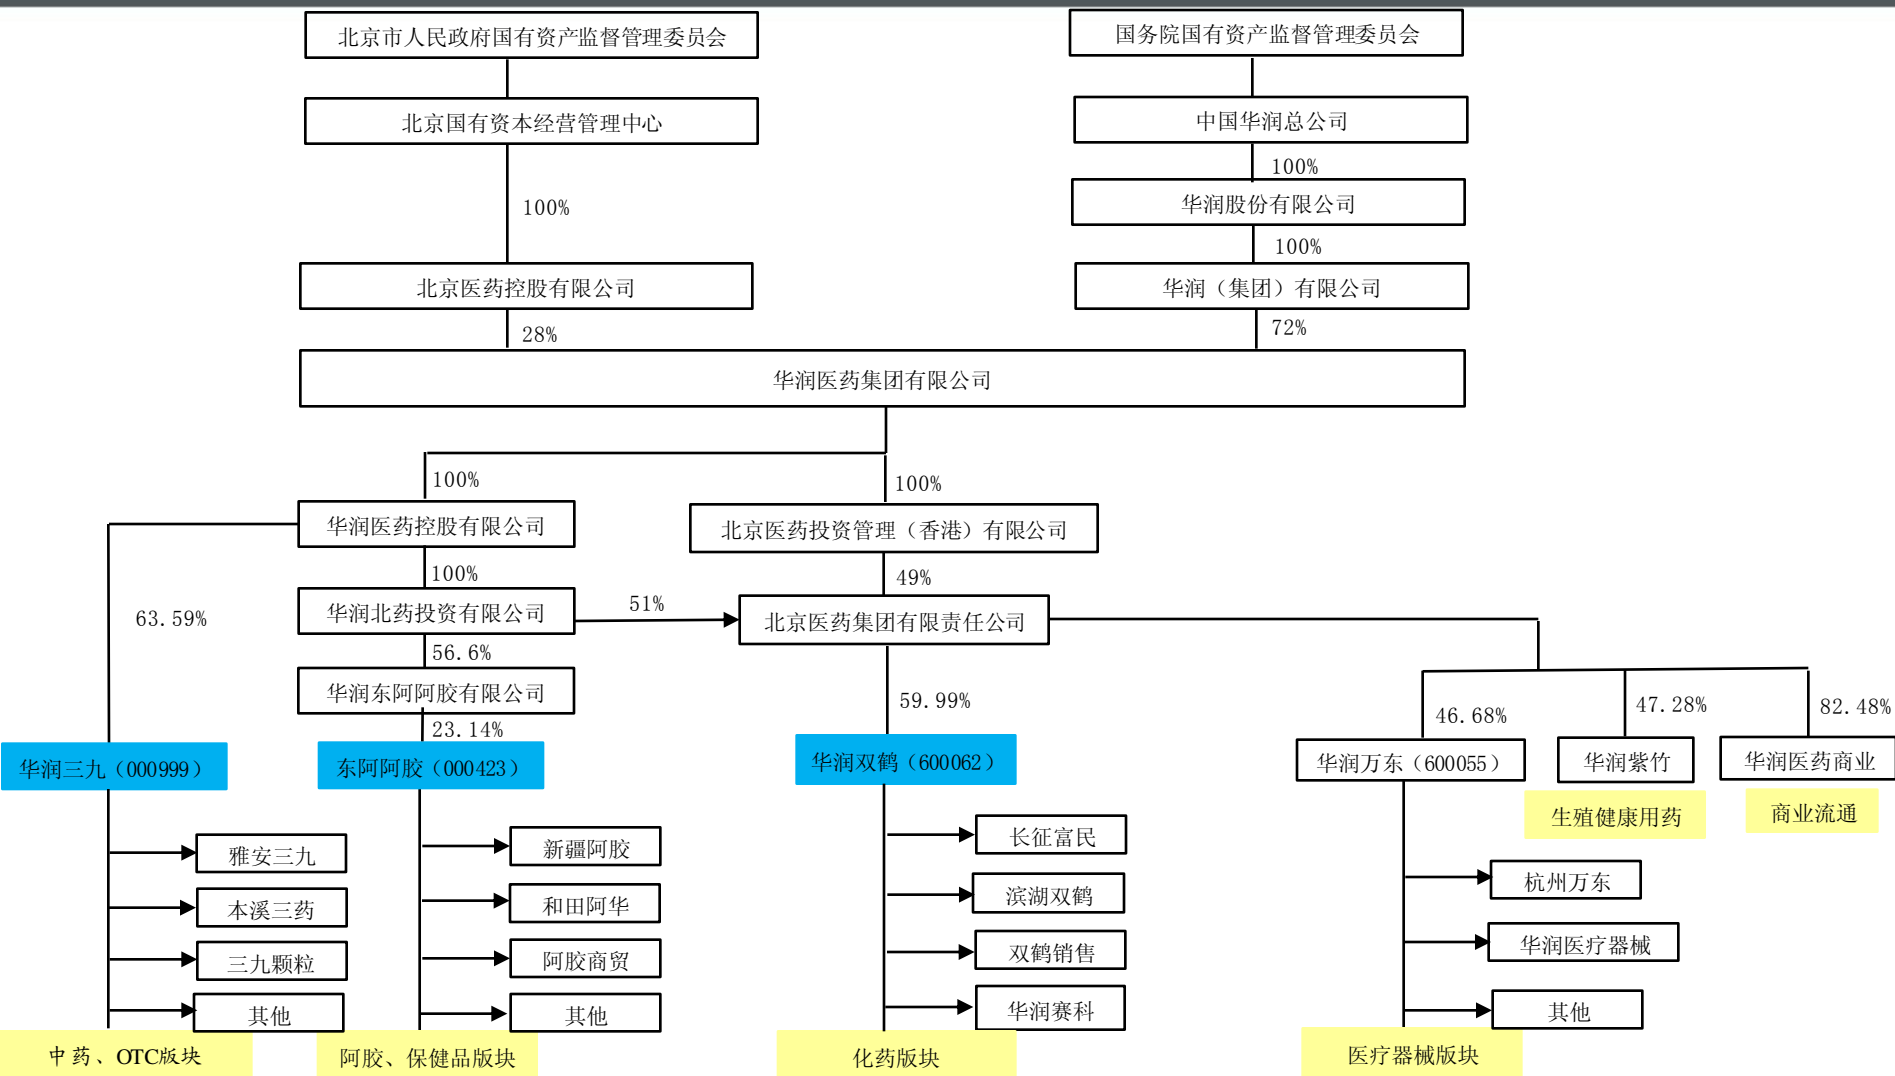 北京市人民政府国有资产监督管理委员会
国务院国有资产监督管理委员会
北京国有资本经营管理中心
中国华润总公司
100%
华润股份有限公司
100%
100%
北京医药控股有限公司
华润（集团）有限公司
28%
72%
华润医药集团有限公司
100%
100%
华润医药控股有限公司
北京医药投资管理（香港）有限公司
100%
49%
63.59%
华润北药投资有限公司
51%
北京医药集团有限责任公司
56.6%
华润东阿阿胶有限公司
23.14%
59.99%
46.68%
47.28%
82.48%
华润三九（000999）
东阿阿胶（000423）
华润双鹤（600062）
华润万东（600055）
华润紫竹
华润医药商业
生殖健康用药
商业流通
雅安三九
新疆阿胶
长征富民
杭州万东
本溪三药
和田阿华
滨湖双鹤
华润医疗器械
三九颗粒
阿胶商贸
双鹤销售
其他
其他
华润赛科
其他
中药、OTC版块
阿胶、保健品版块
化药版块
医疗器械版块